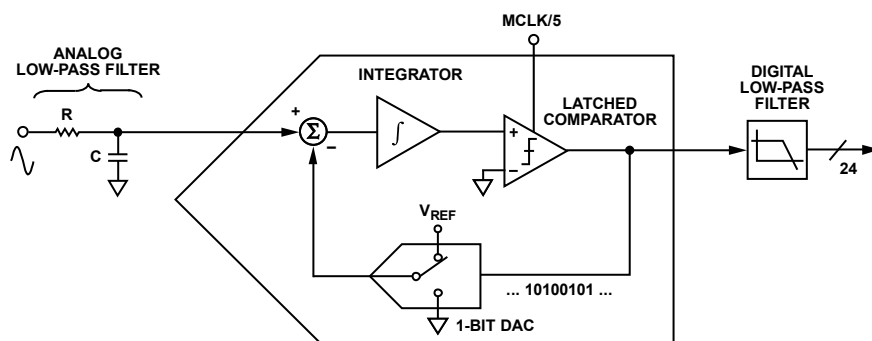 MCLK/5
ANALOG
LOW-PASS FILTER
INTEGRATOR
DIGITAL
LOW-PASS
FILTER
LATCHED
COMPARATOR
R
+
Σ
–
∫
+
–
C
24
VREF
... 10100101 ...
1-BIT DAC